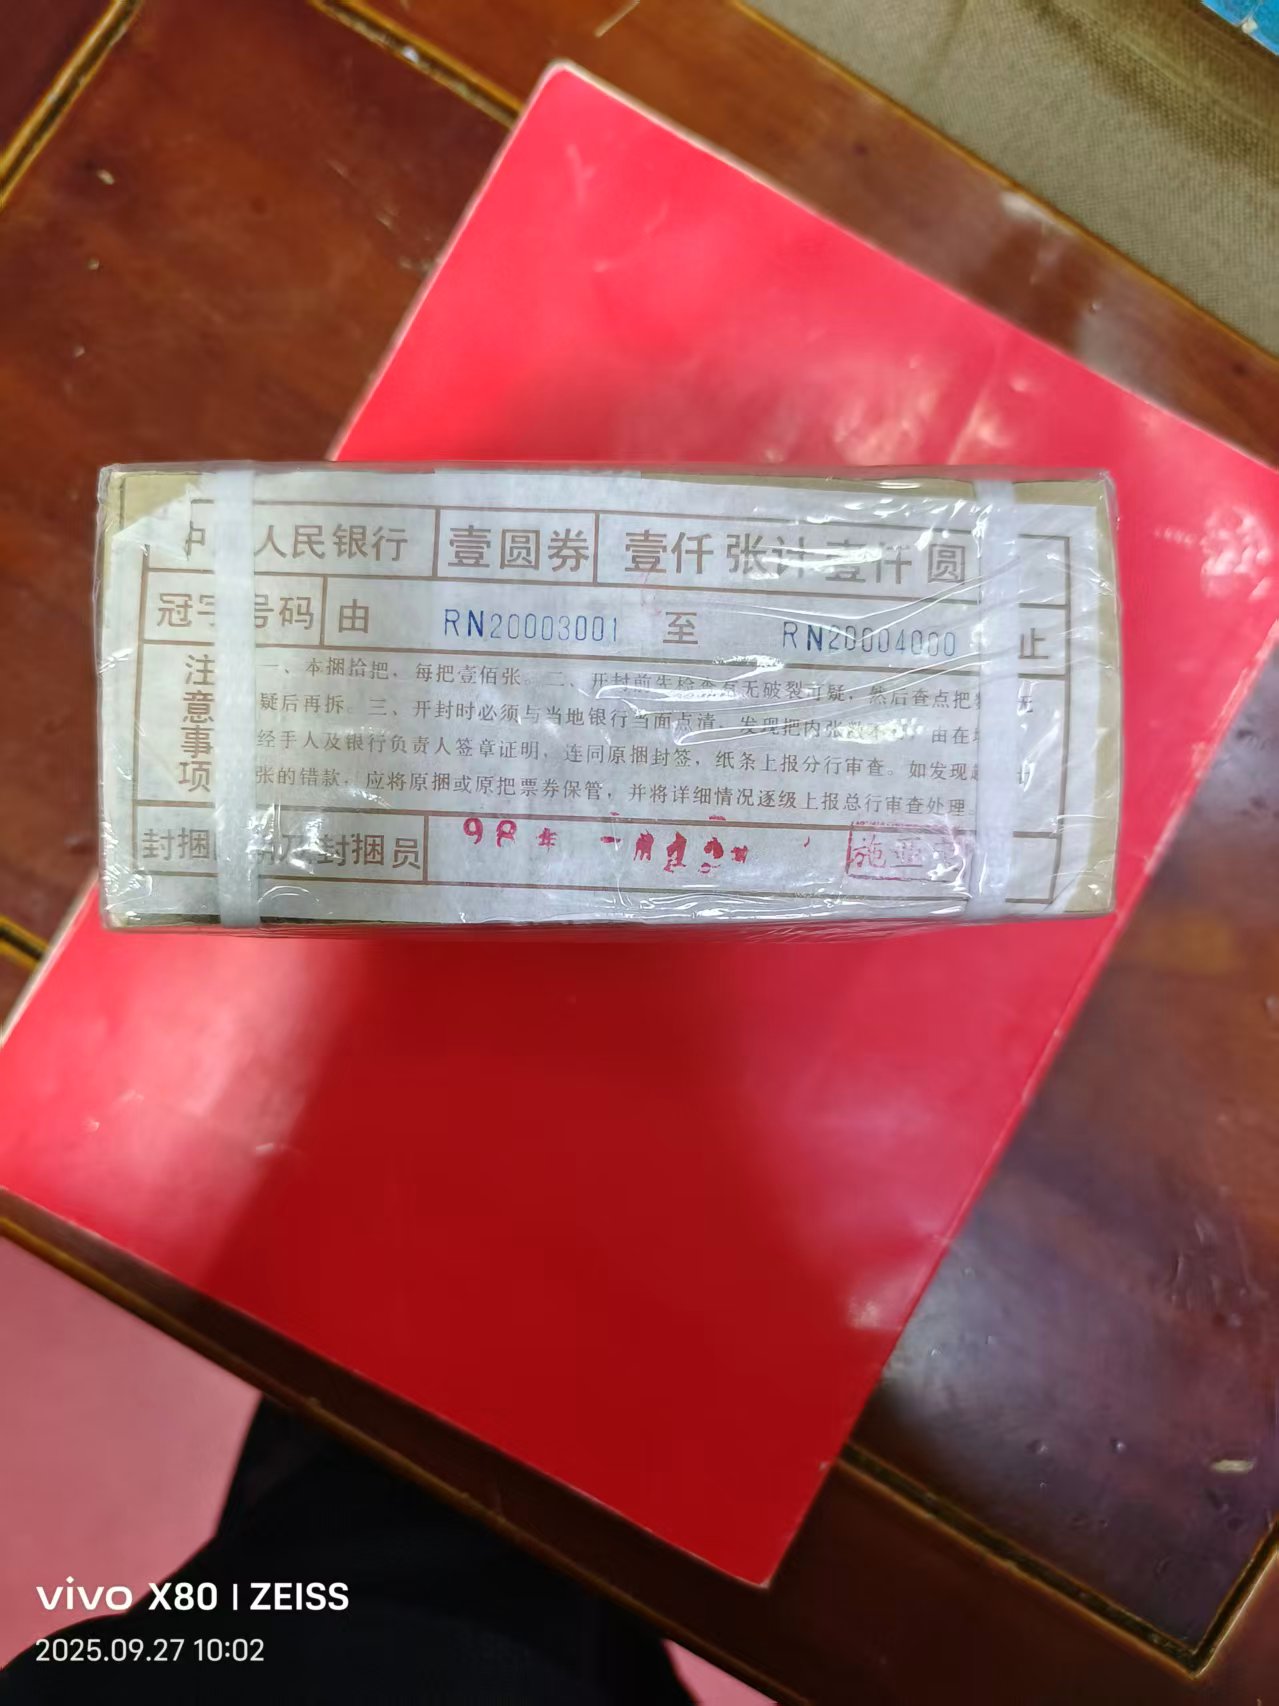 人民银行 壹圆券 壹仟张计壹仟圆
冠字号码 由 RN20003001 至 RN20004000 止
注意事项
一、本捆拾把，每把壹佰张。二、开封前先检查有无破裂可疑，然后查点把数 无
疑后再拆。三、开封时必须与当地银行当面点清，发现把内张数不 由在场
经手人及银行负责人签章证明，连同原捆封签，纸条上报分行审查。如发现
张的错款，应将原捆或原把票券保管，并将详细情况逐级上报总行审查处理。
封捆 封捆员 98年
vivo X80 | ZEISS
2025.09.27 10:02